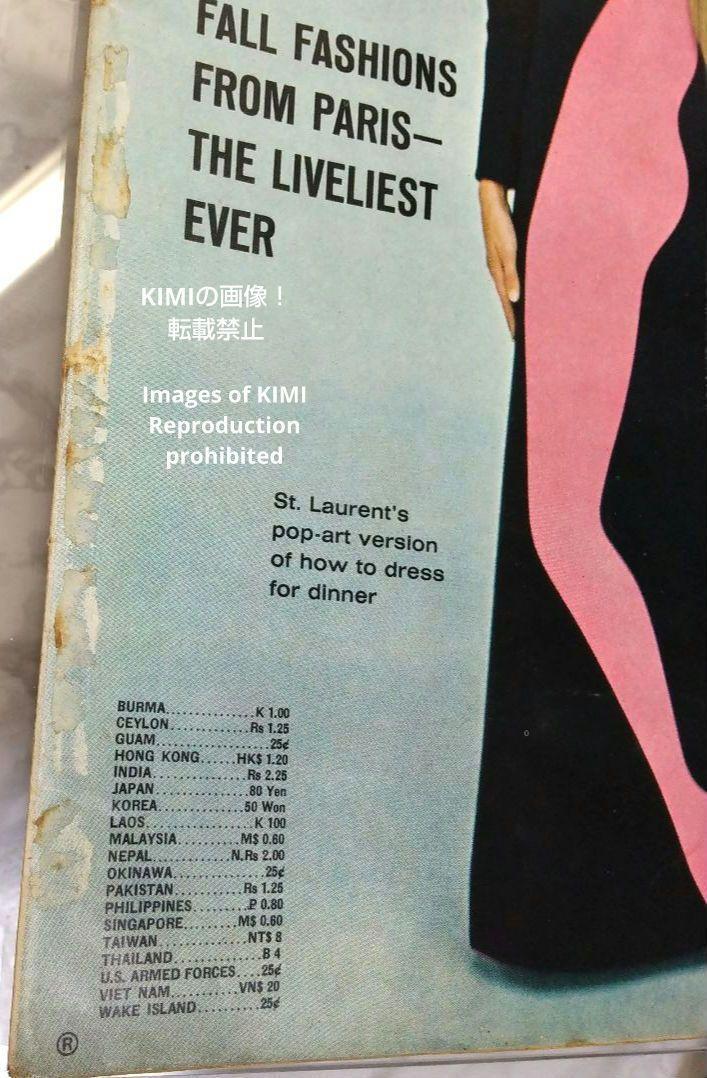 FALL FASHIONS
FROM PARIS—
THE LIVELIEST
EVER
KIMIの画像！
転載禁止
Images of KIMI
Reproduction
prohibited
St. Laurent's
pop-art version
of how to dress
for dinner
BURMA..............K 1.00
CEYLON............Rs 1.25
GUAM..................25¢
HONG KONG......HK$ 1.20
INDIA...............Rs 2.25
JAPAN..............80 Yen
KOREA.............50 Won
LAOS.................K 100
MALAYSIA..........M$ 0.60
NEPAL............N.Rs 2.00
OKINAWA..............25¢
PAKISTAN...........Rs 1.25
PHILIPPINES.........₱ 0.80
SINGAPORE........M$ 0.60
TAIWAN.............NT$ 8
THAILAND..............B 4
U.S. ARMED FORCES....25¢
VIET NAM..........VN$ 20
WAKE ISLAND..........25¢
®